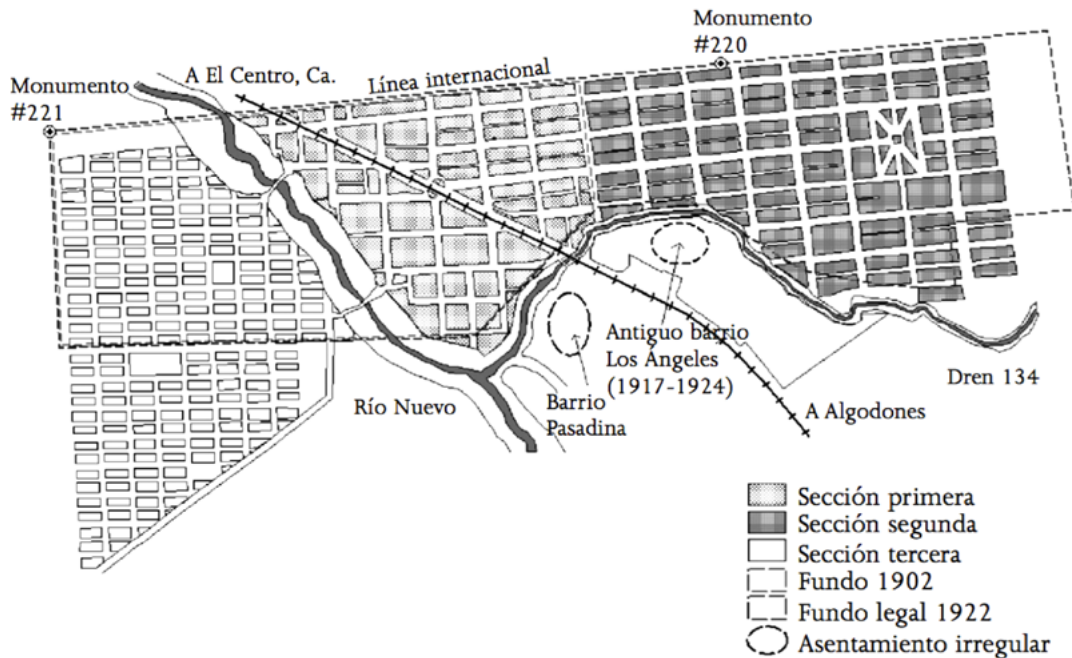 Monumento
#220
A El Centro, Ca.
Línea internacional
Monumento
#221
Antiguo barrio
Los Ángeles
(1917-1924)
Dren 134
Río Nuevo
Barrio
Pasadina
A Algodones
Sección primera
Sección segunda
Sección tercera
Fundo 1902
Fundo legal 1922
Asentamiento irregular